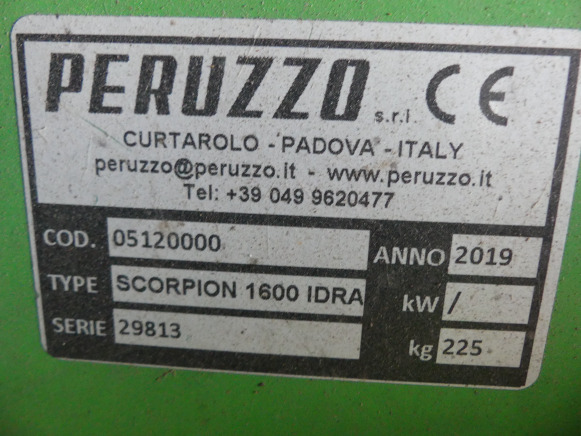 PERUZZO s.r.l CE
CURTAROLO - PADOVA - ITALY
peruzzo@peruzzo.it - www.peruzzo.it
Tel: +39 049 9620477
COD. 05120000 ANNO 2019
TYPE SCORPION 1600 IDRA kW /
SERIE 29813 kg 225